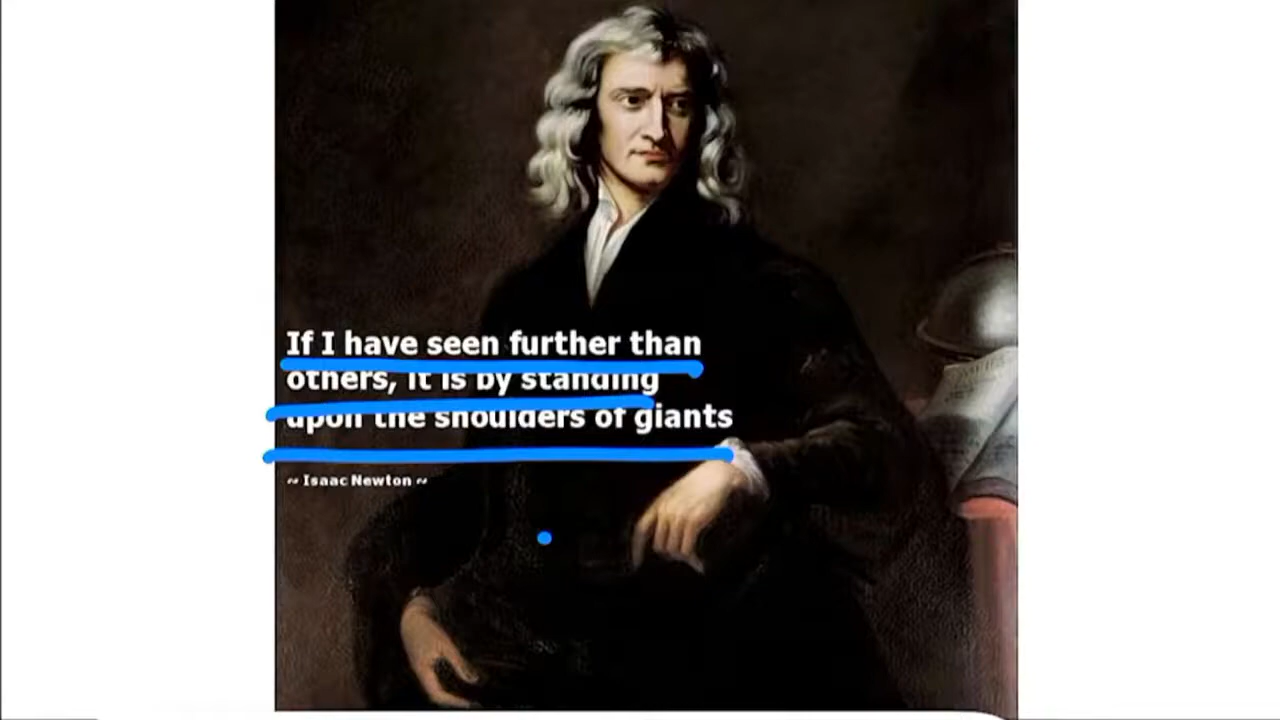 If I have seen further than
others, it is by standing
upon the shoulders of giants
~ Isaac Newton ~